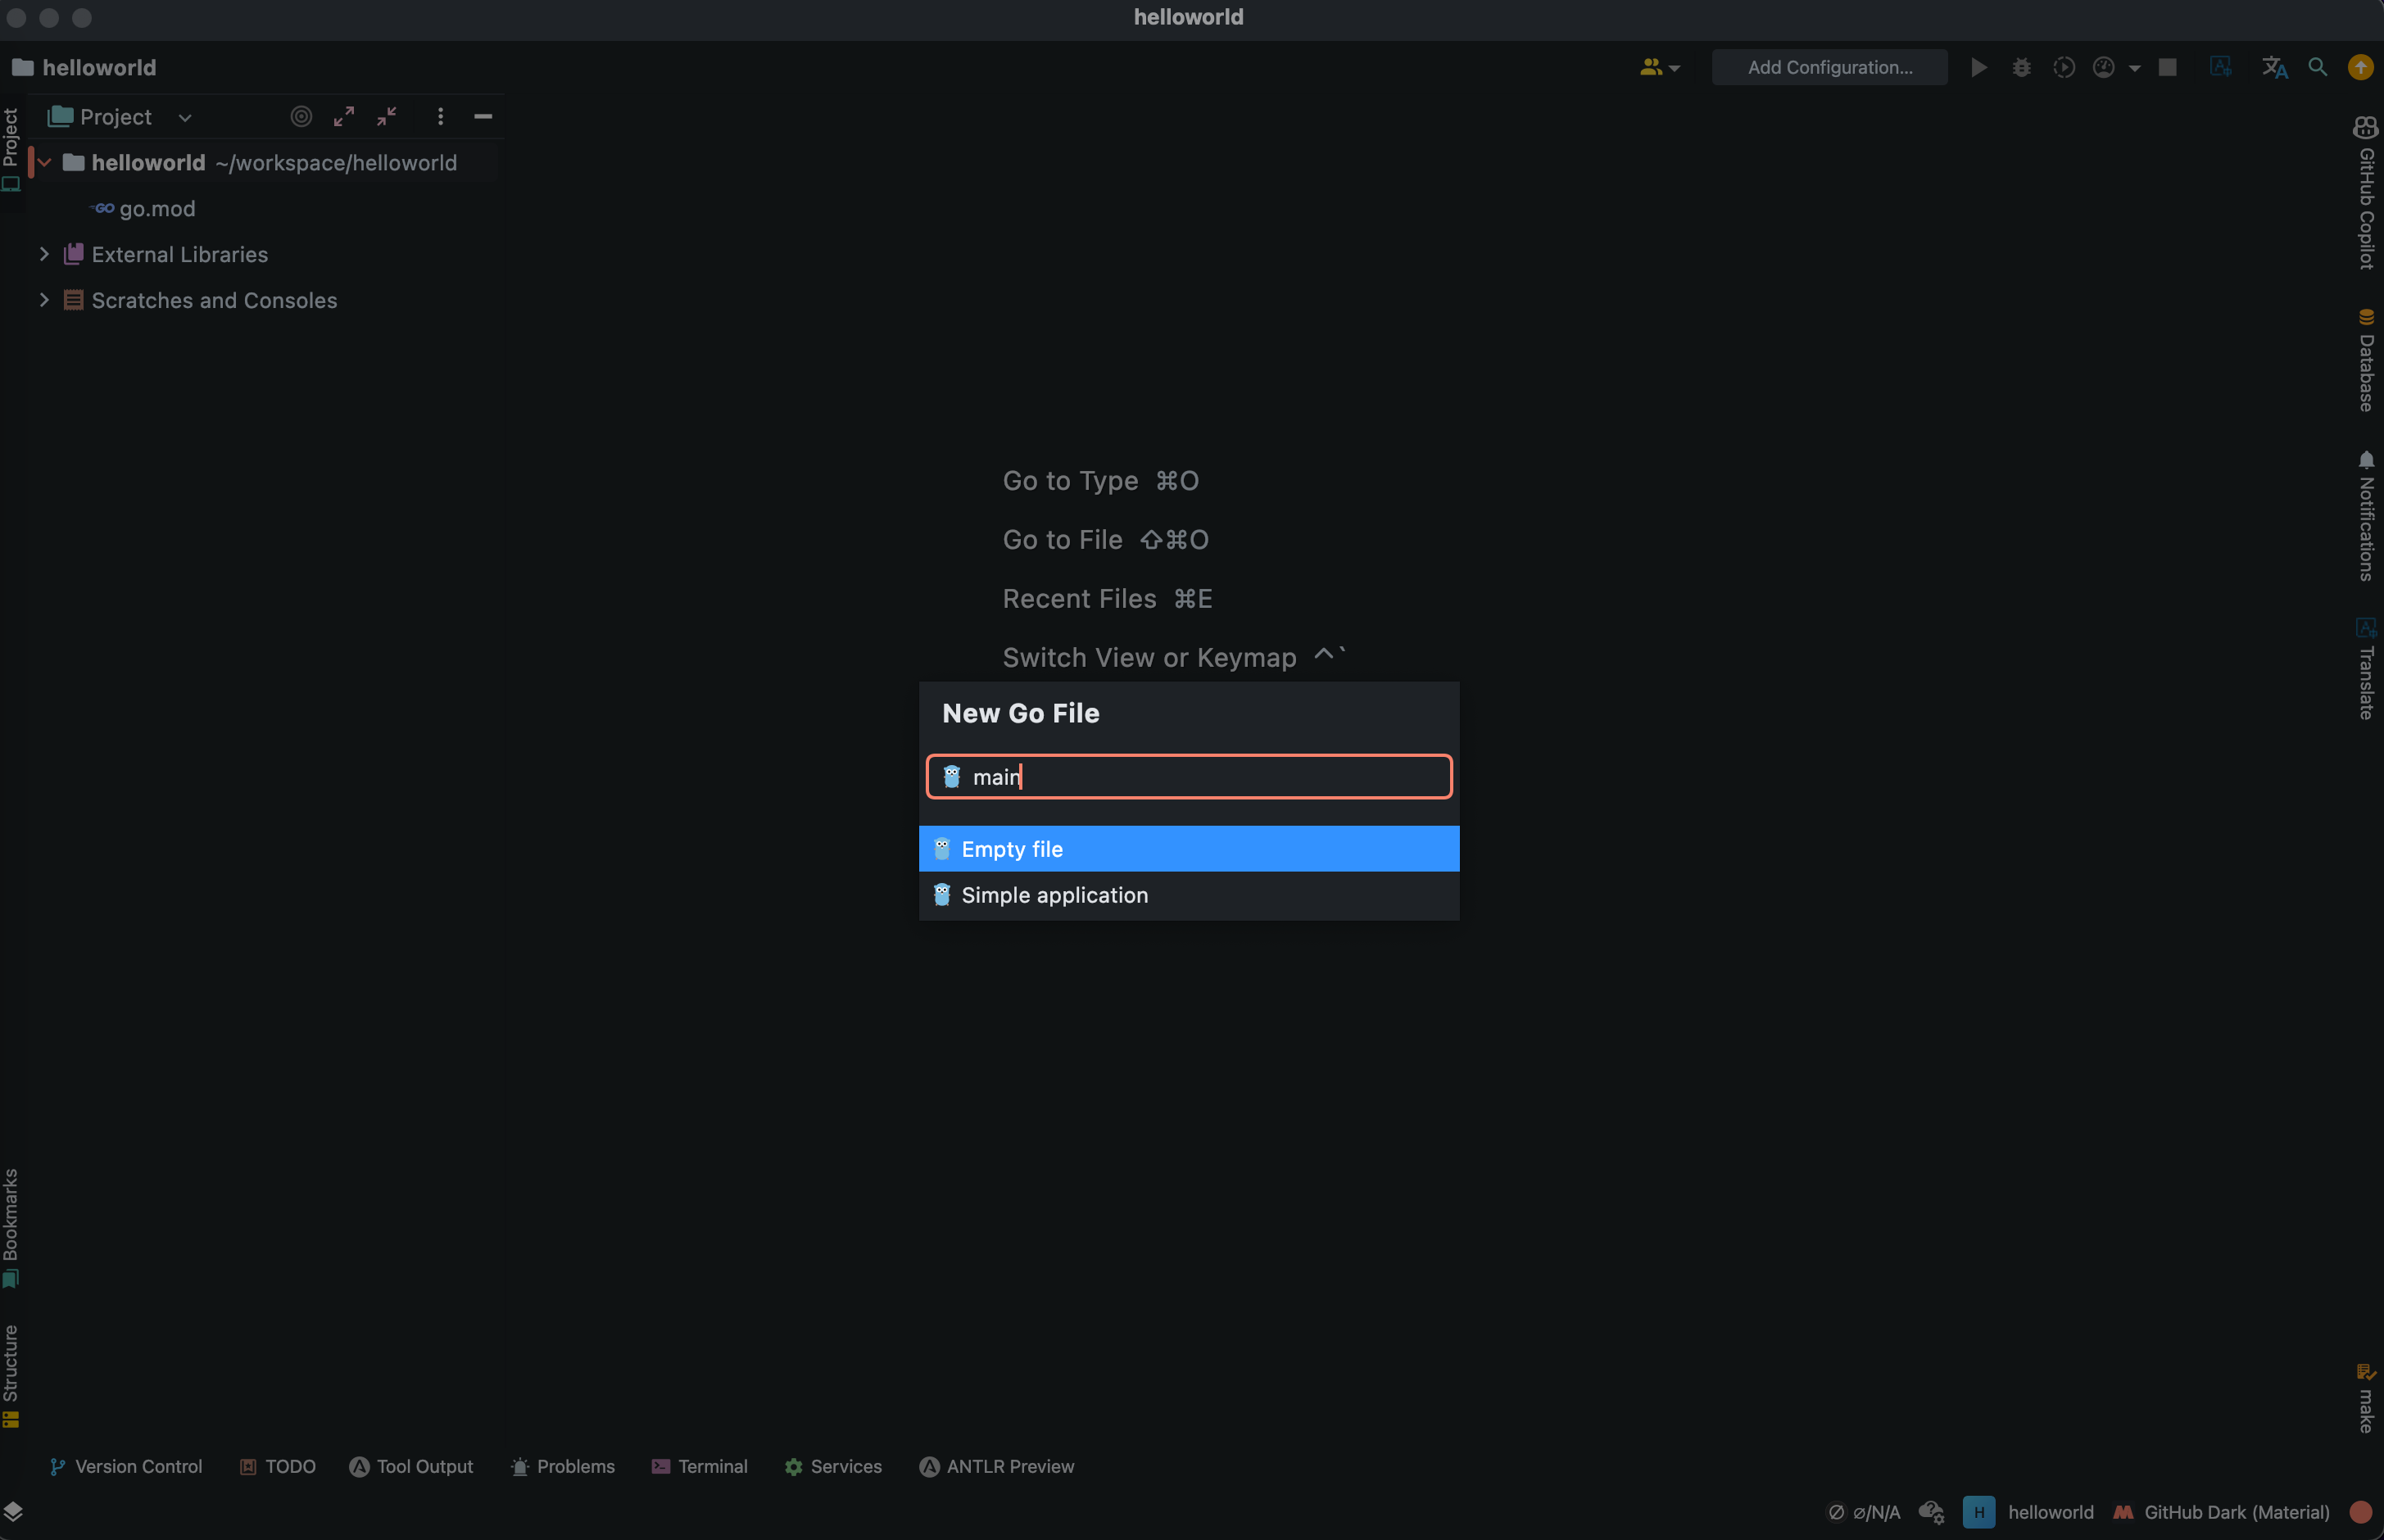 helloworld
helloworld
Add Configuration...
Project
Project
helloworld ~/workspace/helloworld
go.mod
External Libraries
Scratches and Consoles
GitHub Copilot
Database
Notifications
Translate
Go to Type ⌘O
Go to File ⇧⌘O
Recent Files ⌘E
Switch View or Keymap ^`
New Go File
main
Empty file
Simple application
Bookmarks
Structure
make
Version Control
TODO
Tool Output
Problems
Terminal
Services
ANTLR Preview
⌀/N/A
H
helloworld
GitHub Dark (Material)